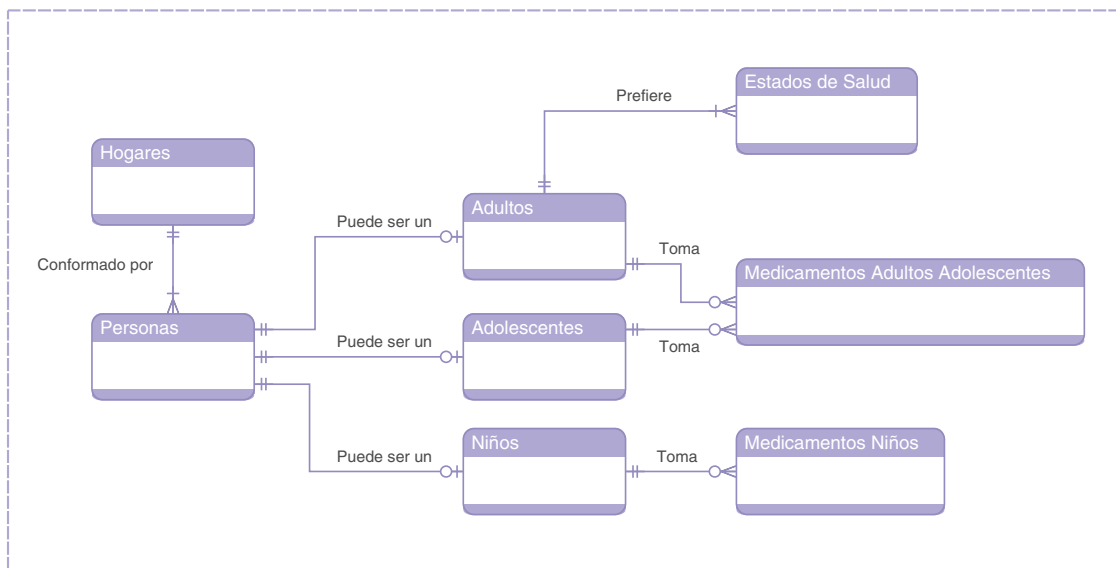 Estados de Salud
Prefiere
Hogares
Adultos
Puede ser un
Toma
Conformado por
Medicamentos Adultos Adolescentes
Personas
Adolescentes
Puede ser un
Toma
Niños
Medicamentos Niños
Puede ser un
Toma